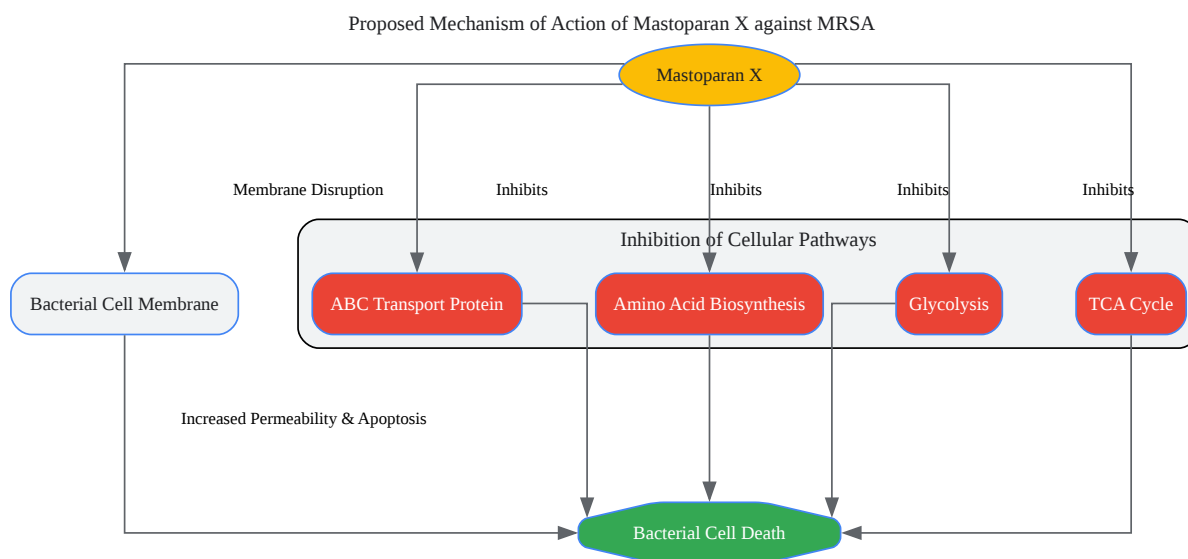 Proposed Mechanism of Action of Mastoparan X against MRSA
Mastoparan X
Membrane Disruption
Inhibits
Inhibits
Inhibits
Inhibits
Inhibition of Cellular Pathways
Bacterial Cell Membrane
ABC Transport Protein
Amino Acid Biosynthesis
Glycolysis
TCA Cycle
Increased Permeability & Apoptosis
Bacterial Cell Death